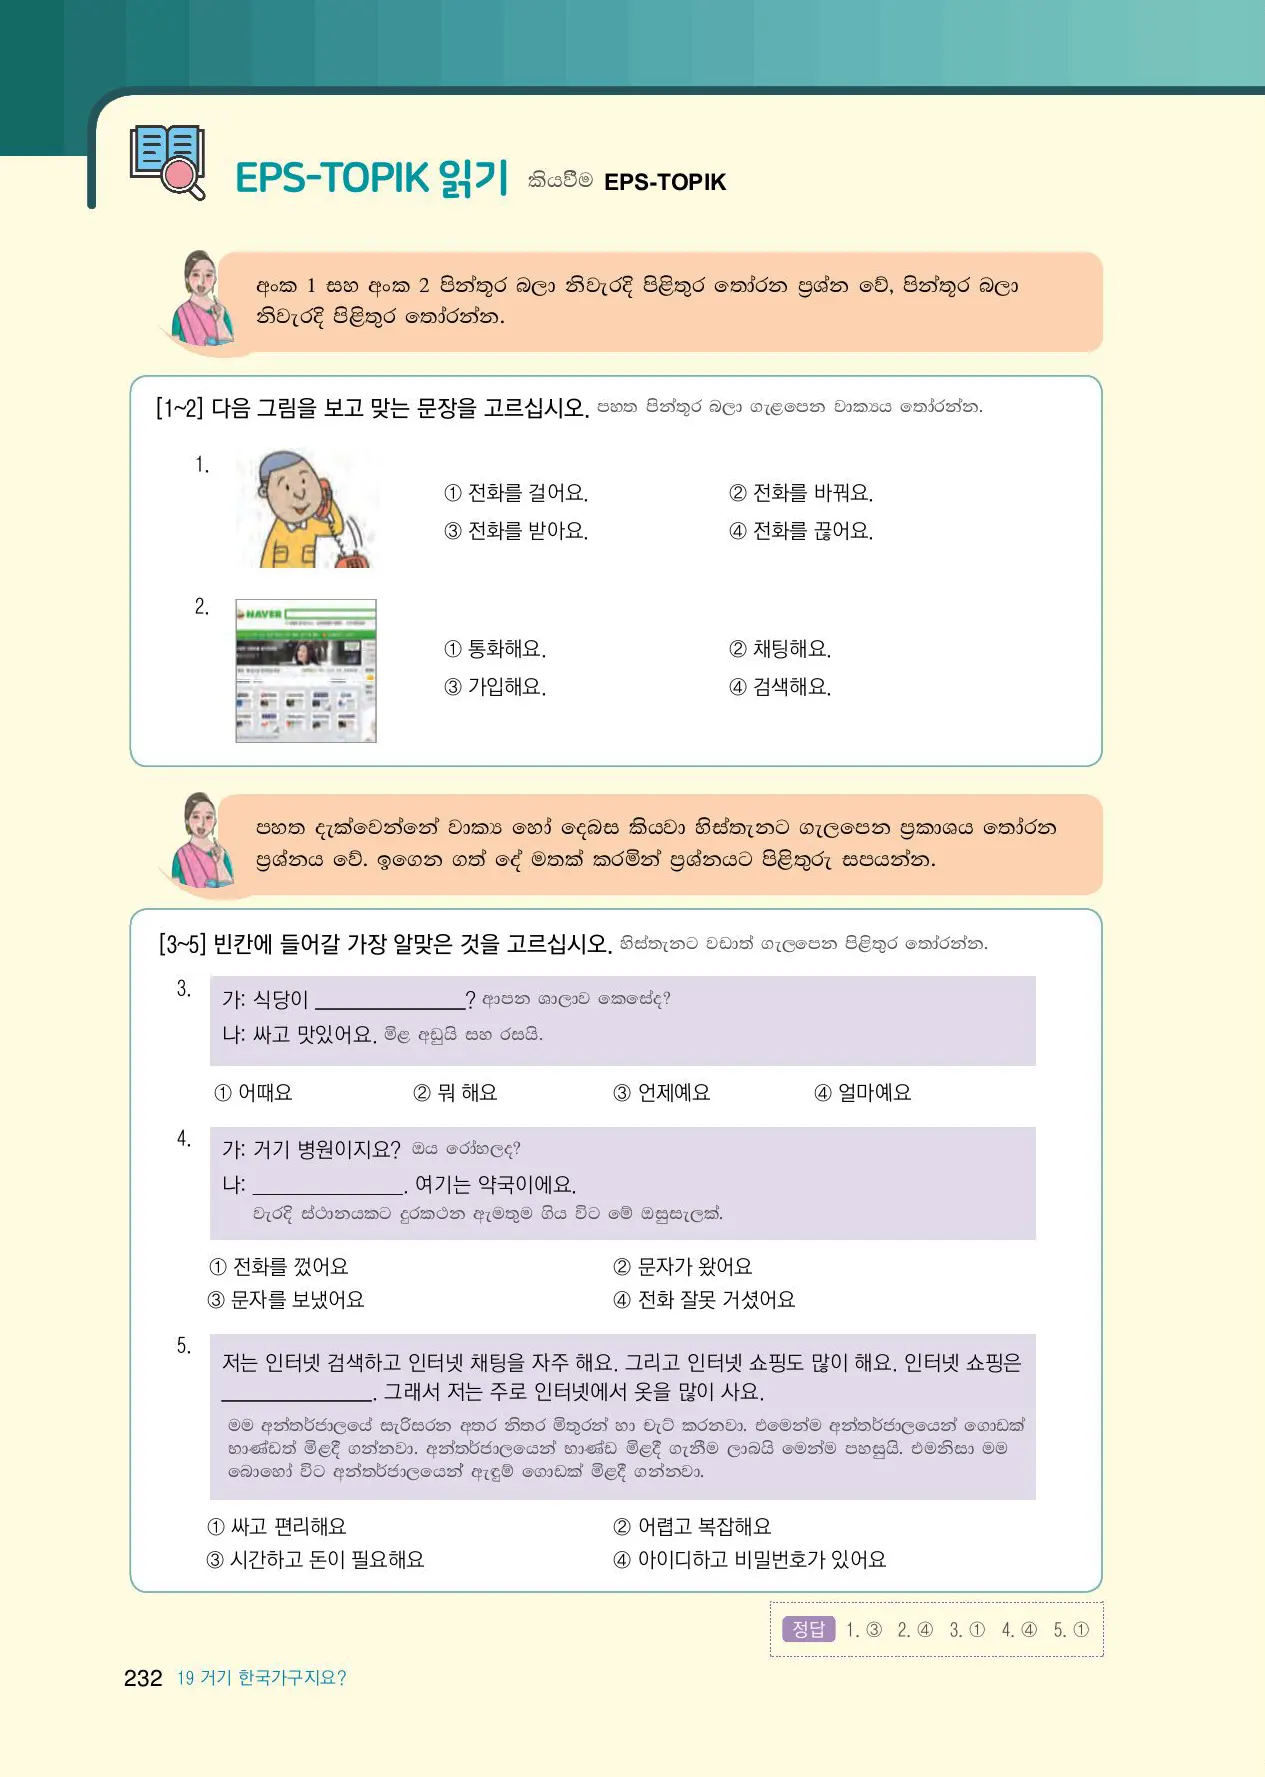 EPS-TOPIK 읽기 කියවීම EPS-TOPIK
අංක 1 සහ අංක 2 පින්තූර බලා නිවැරදි පිළිතුර තෝරන ප්‍රශ්න වේ, පින්තූර බලා
නිවැරදි පිළිතුර තෝරන්න.
[1~2] 다음 그림을 보고 맞는 문장을 고르십시오. පහත පින්තූර බලා ගැළපෙන වාක්‍යය තෝරන්න.
1.
① 전화를 걸어요. ② 전화를 바꿔요.
③ 전화를 받아요. ④ 전화를 끊어요.
2.
NAVER
① 통화해요. ② 채팅해요.
③ 가입해요. ④ 검색해요.
පහත දැක්වෙන්නේ වාක්‍ය හෝ දෙබස කියවා හිස්තැනට ගැලපෙන ප්‍රකාශය තෝරන
ප්‍රශ්නය වේ. ඉගෙන ගත් දේ මතක් කරමින් ප්‍රශ්නයට පිළිතුරු සපයන්න.
[3~5] 빈칸에 들어갈 가장 알맞은 것을 고르십시오. හිස්තැනට වඩාත් ගැලපෙන පිළිතුර තෝරන්න.
3.
가: 식당이 ______________? ආපන ශාලාව කෙසේද?
나: 싸고 맛있어요. මිළ අඩුයි සහ රසයි.
① 어때요 ② 뭐 해요 ③ 언제예요 ④ 얼마예요
4.
가: 거기 병원이지요? ඔය රෝහලද?
나: ______________. 여기는 약국이에요.
වැරදි ස්ථානයකට දුරකථන ඇමතුම ගිය විට මේ ඔසුසැලක්.
① 전화를 껐어요 ② 문자가 왔어요
③ 문자를 보냈어요 ④ 전화 잘못 거셨어요
5.
저는 인터넷 검색하고 인터넷 채팅을 자주 해요. 그리고 인터넷 쇼핑도 많이 해요. 인터넷 쇼핑은
______________. 그래서 저는 주로 인터넷에서 옷을 많이 사요.
මම අන්තර්ජාලයේ සැරිසරන අතර නිතර මිතුරන් හා චැට් කරනවා. එමෙන්ම අන්තර්ජාලයෙන් ගොඩක්
භාණ්ඩත් මිළදී ගන්නවා. අන්තර්ජාලයෙන් භාණ්ඩ මිළදී ගැනීම ලාබයි මෙන්ම පහසුයි. එමනිසා මම
බොහෝ විට අන්තර්ජාලයෙන් ඇඳුම් ගොඩක් මිළදී ගන්නවා.
① 싸고 편리해요 ② 어렵고 복잡해요
③ 시간하고 돈이 필요해요 ④ 아이디하고 비밀번호가 있어요
정답 1. ③ 2. ④ 3. ① 4. ④ 5. ①
232 19 거기 한국가구지요?